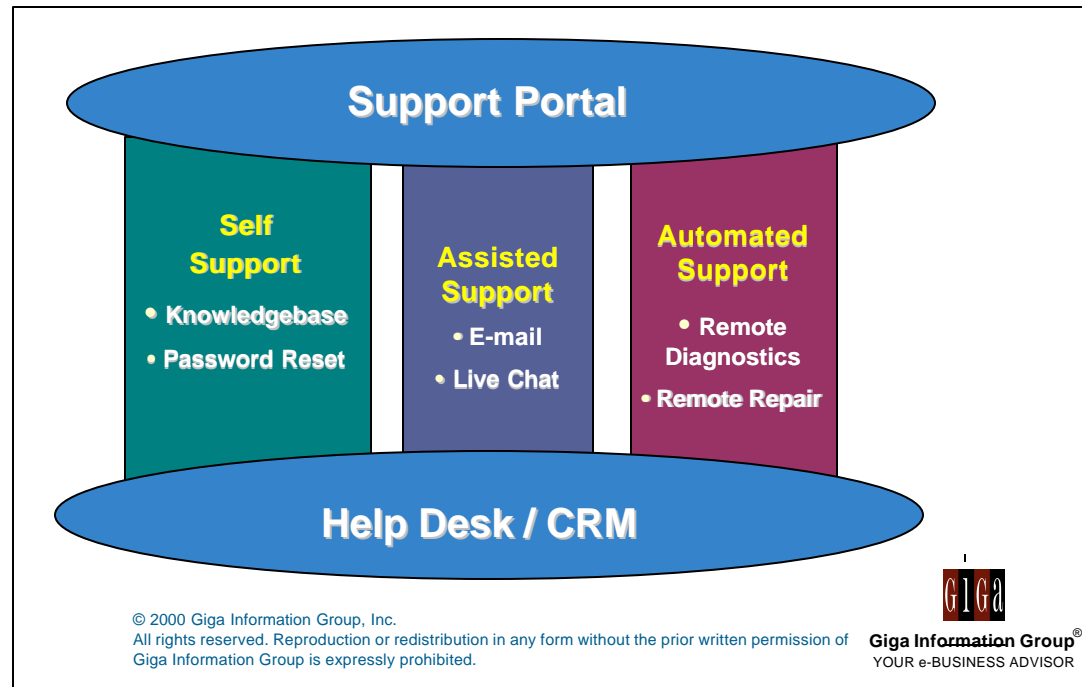 Support Portal
Self
Support
• Knowledgebase
• Password Reset
Assisted
Support
• E-mail
• Live Chat
Automated
Support
• Remote
Diagnostics
• Remote Repair
Help Desk / CRM
© 2000 Giga Information Group, Inc.
All rights reserved. Reproduction or redistribution in any form without the prior written permission of
Giga Information Group is expressly prohibited.
GiGa
Giga Information Group®
YOUR e-BUSINESS ADVISOR